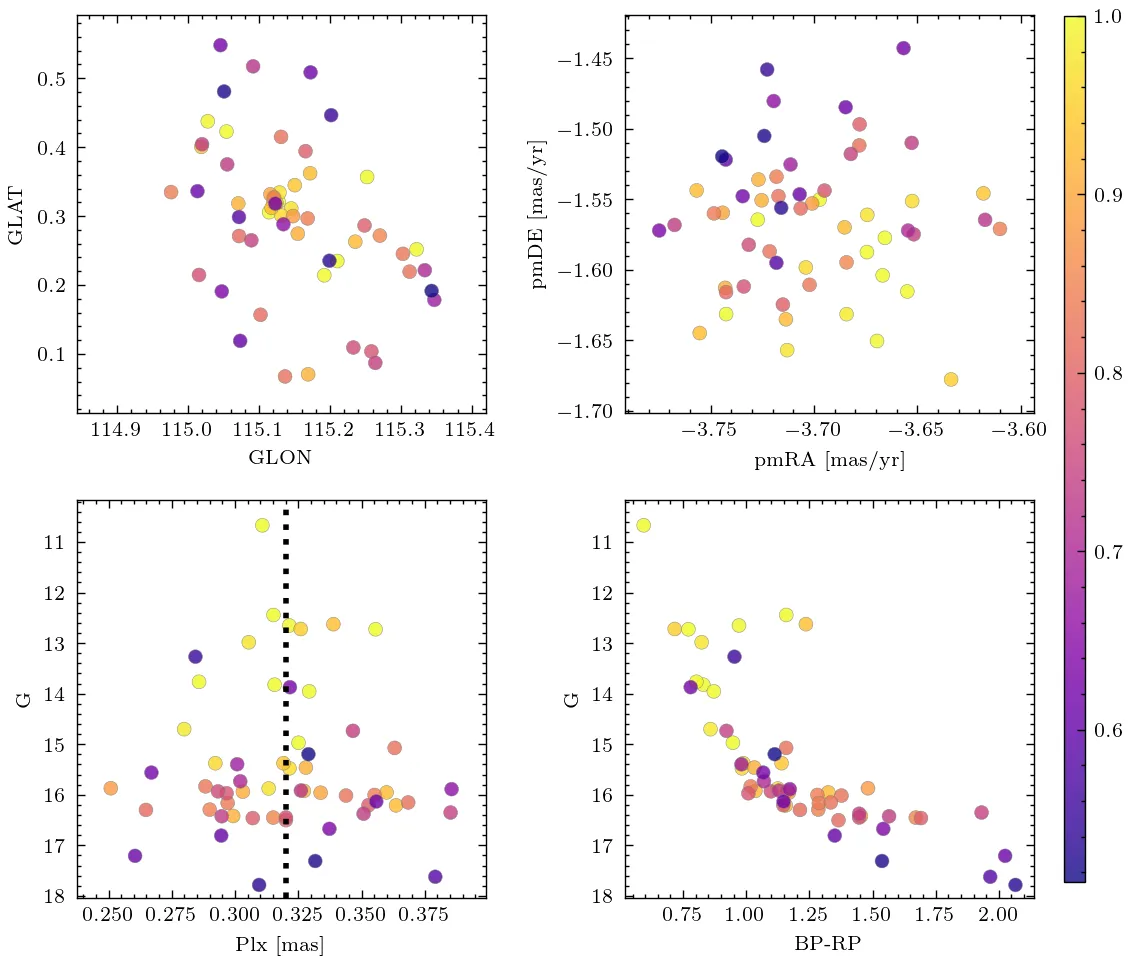 0.5
0.4
0.3
0.2
0.1
GLAT
114.9 115.0 115.1 115.2 115.3 115.4
GLON
−1.45
−1.50
−1.55
−1.60
−1.65
−1.70
pmDE [mas/yr]
−3.75 −3.70 −3.65 −3.60
pmRA [mas/yr]
11
12
13
14
15
16
17
18
G
0.250 0.275 0.300 0.325 0.350 0.375
Plx [mas]
11
12
13
14
15
16
17
18
G
0.75 1.00 1.25 1.50 1.75 2.00
BP-RP
1.0
0.9
0.8
0.7
0.6